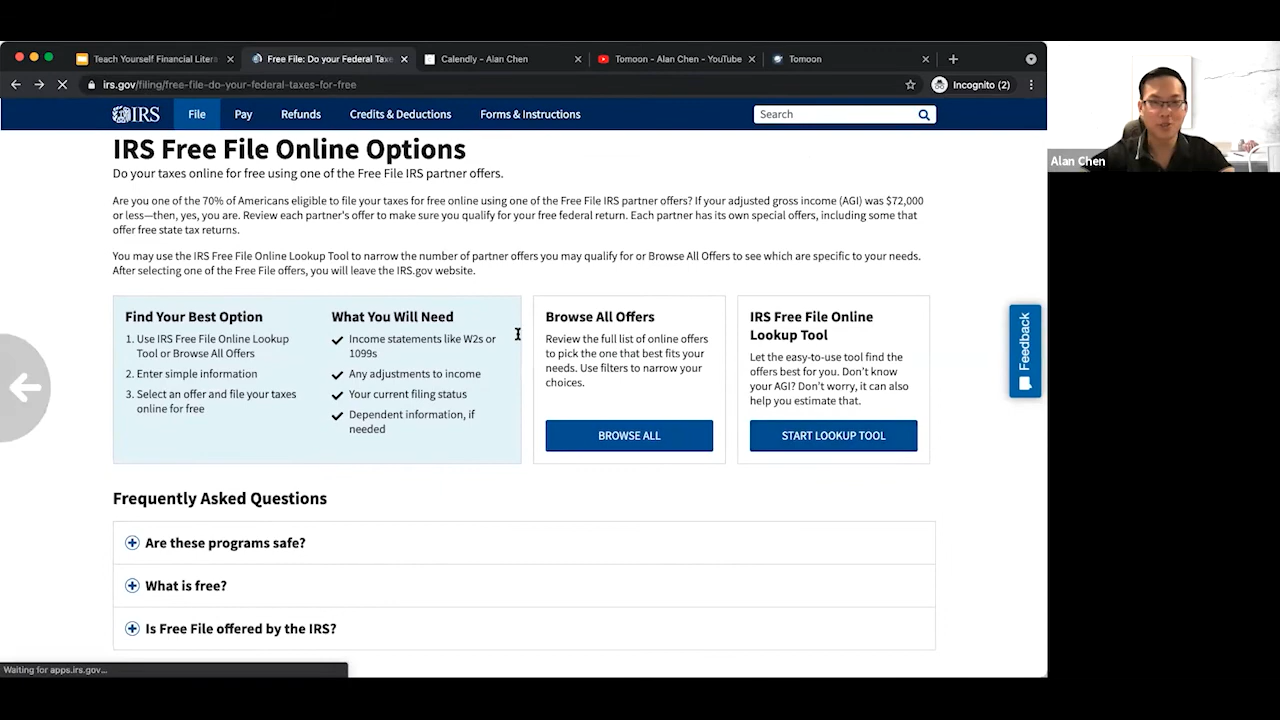 Teach Yourself Financial Litera
Free File: Do your Federal Taxe
Calendly - Alan Chen
Tomoon - Alan Chen - YouTube
Tomoon
irs.gov/filing/free-file-do-your-federal-taxes-for-free
Incognito (2)
IRS
File
Pay
Refunds
Credits & Deductions
Forms & Instructions
Search
Alan Chen
IRS Free File Online Options
Do your taxes online for free using one of the Free File IRS partner offers.
Are you one of the 70% of Americans eligible to file your taxes for free online using one of the Free File IRS partner offers? If your adjusted gross income (AGI) was $72,000
or less—then, yes, you are. Review each partner's offer to make sure you qualify for your free federal return. Each partner has its own special offers, including some that
offer free state tax returns.
You may use the IRS Free File Online Lookup Tool to narrow the number of partner offers you may qualify for or Browse All Offers to see which are specific to your needs.
After selecting one of the Free File offers, you will leave the IRS.gov website.
Find Your Best Option
1. Use IRS Free File Online Lookup
Tool or Browse All Offers
2. Enter simple information
3. Select an offer and file your taxes
online for free
What You Will Need
Income statements like W2s or
1099s
Any adjustments to income
Your current filing status
Dependent information, if
needed
Browse All Offers
Review the full list of online offers
to pick the one that best fits your
needs. Use filters to narrow your
choices.
BROWSE ALL
IRS Free File Online
Lookup Tool
Let the easy-to-use tool find the
offers best for you. Don't know
your AGI? Don't worry, it can also
help you estimate that.
START LOOKUP TOOL
Feedback
Frequently Asked Questions
Are these programs safe?
What is free?
Is Free File offered by the IRS?
Waiting for apps.irs.gov...